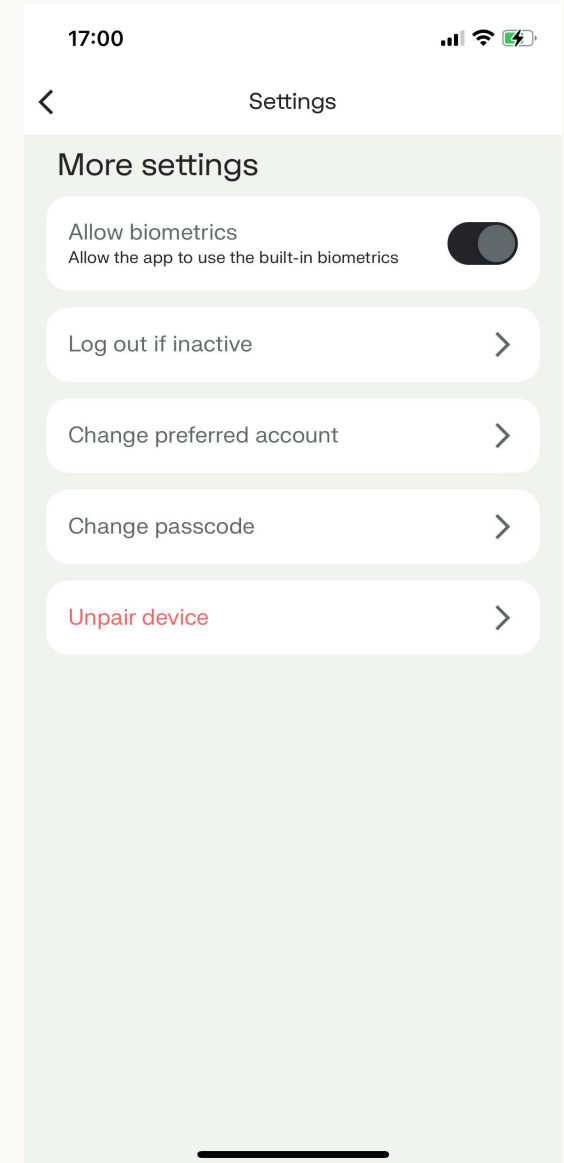 17:00
Settings
More settings
Allow biometrics
Allow the app to use the built-in biometrics
Log out if inactive
Change preferred account
Change passcode
Unpair device